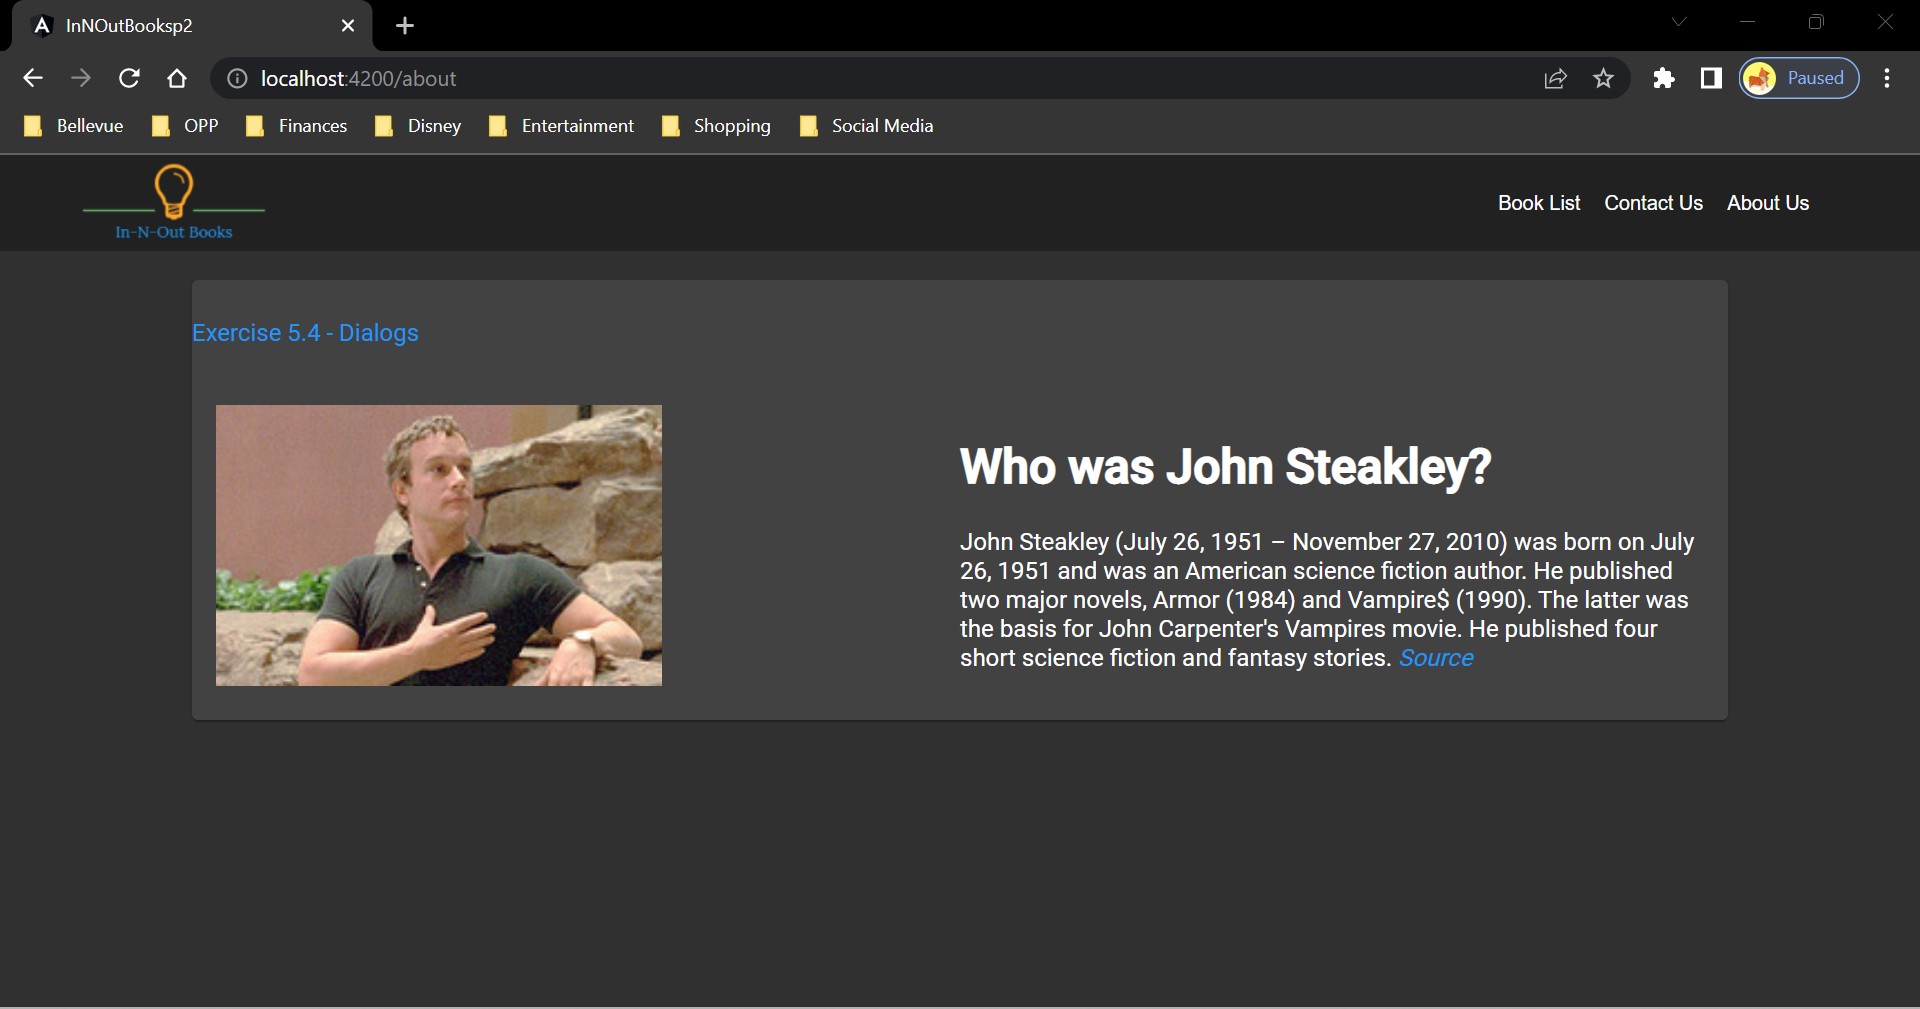 InNOutBooksp2
localhost:4200/about
Paused
Bellevue OPP Finances Disney Entertainment Shopping Social Media
In-N-Out Books
Book List Contact Us About Us
Exercise 5.4 - Dialogs
Who was John Steakley?
John Steakley (July 26, 1951 – November 27, 2010) was born on July
26, 1951 and was an American science fiction author. He published
two major novels, Armor (1984) and Vampire$ (1990). The latter was
the basis for John Carpenter's Vampires movie. He published four
short science fiction and fantasy stories. Source